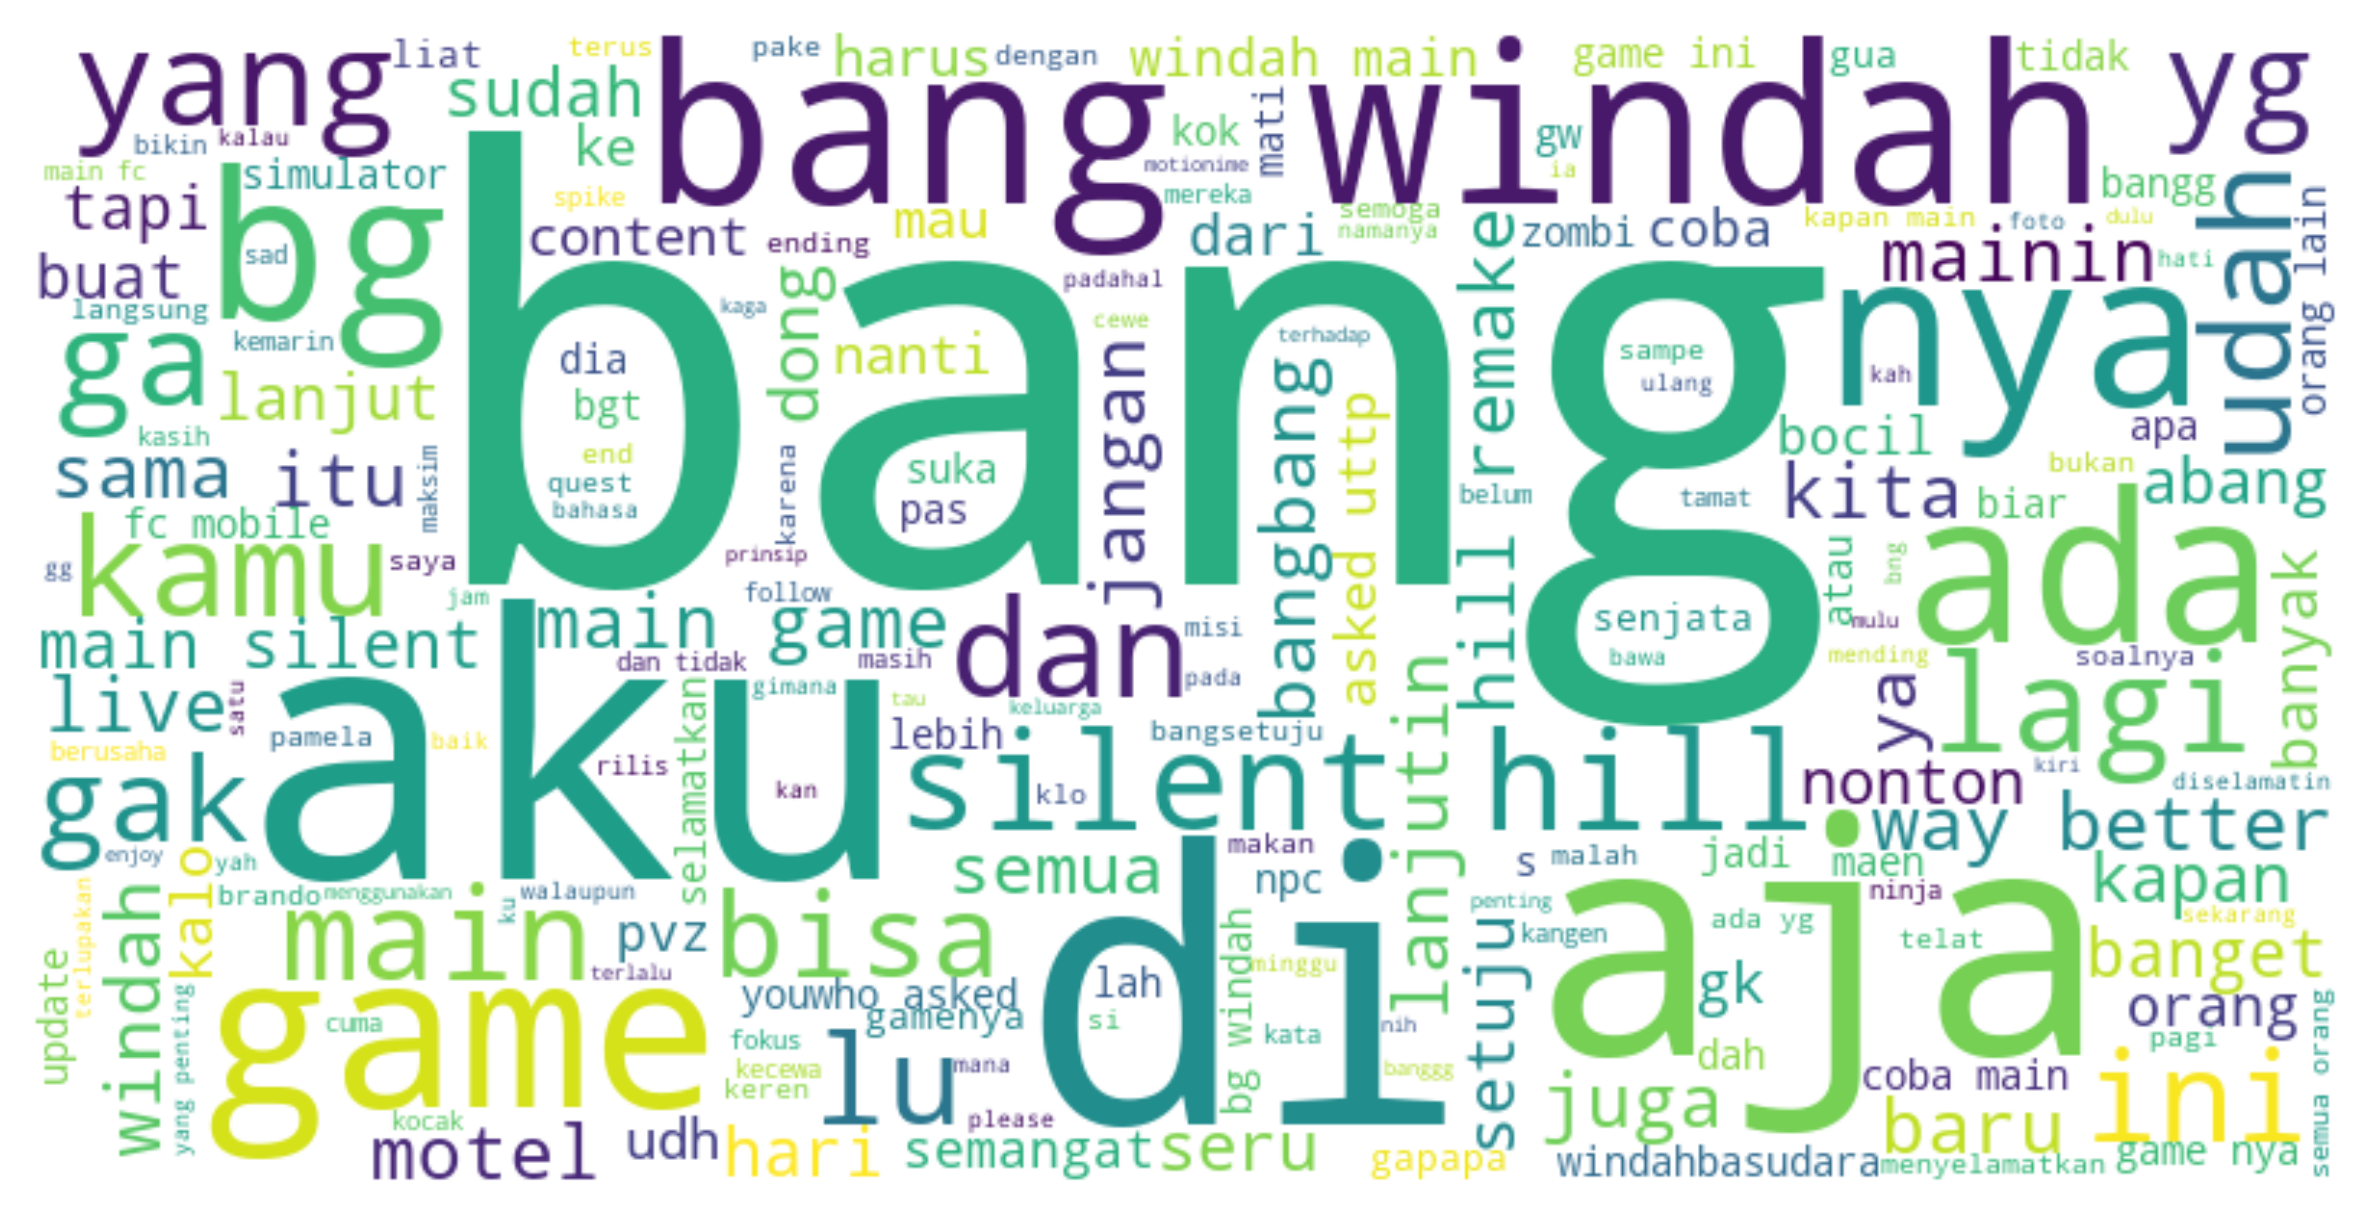 yang
liat
terus
pake
harus
dengan
windah main
game ini
gua
tidak
yg
sudah
bang windah
bikin
kalau
ke
kok
mati
gw
motionime
ia
main fc
simulator
spike
mereka
bangg
udah
tapi
bg
content
ending
mau
dari
semoga
namanya
zombi
coba
kapan main
foto
dulu
orang lain
buat
sad
padahal
mainin
hati
langsung
kaga
cewe
hill remake
bang
nya
ga
kemarin
dia
dong
nanti
jangan
terhadap
sampe
ulang
kah
lanjut
bgt
bangbang
asked uttp
bocil
apa
kasih
end
suka
sama
itu
maksim
quest
bahasa
karena
pas
belum
tamat
kita
biar
bukan
abang
fc mobile
kamu
saya
gg
prinsip
atau
bng
ada
banyak
jam
follow
main silent
main game
dan
misi
senjata
mulu
bawa
mending
soalnya
dan tidak
masih
pada
live
satu
aku
selamatkan
gimana
tau
keluarga
lanjutin
ya
lagi
berusaha
pamela
baik
lebih
bangsetuju
silent hill
rilis
kan
klo
nonton
kiri
diselamatin
gak
way better
enjoy
kalo
yah
semua
makan
npc
s
malah
jadi
maen
kapan
windah
brando
menggunakan
ku
walaupun
di
penting
aja
ninja
sekarang
terlupakan
main
pvz
bisa
bg windah
setuju
kangen
ada yg
telat
banget
update
yang penting
terlalu
minggu
game
youwho asked
lah
gk
orang
cuma
gamenya
si
kata
nih
fokus
lu
dah
pagi
kecewa
keren
mana
banggg
coba main
ini
semua orang
kocak
please
juga
baru
motel
udh
hari
semangat
seru
gapapa
windahbasudara
menyelamatkan
game nya